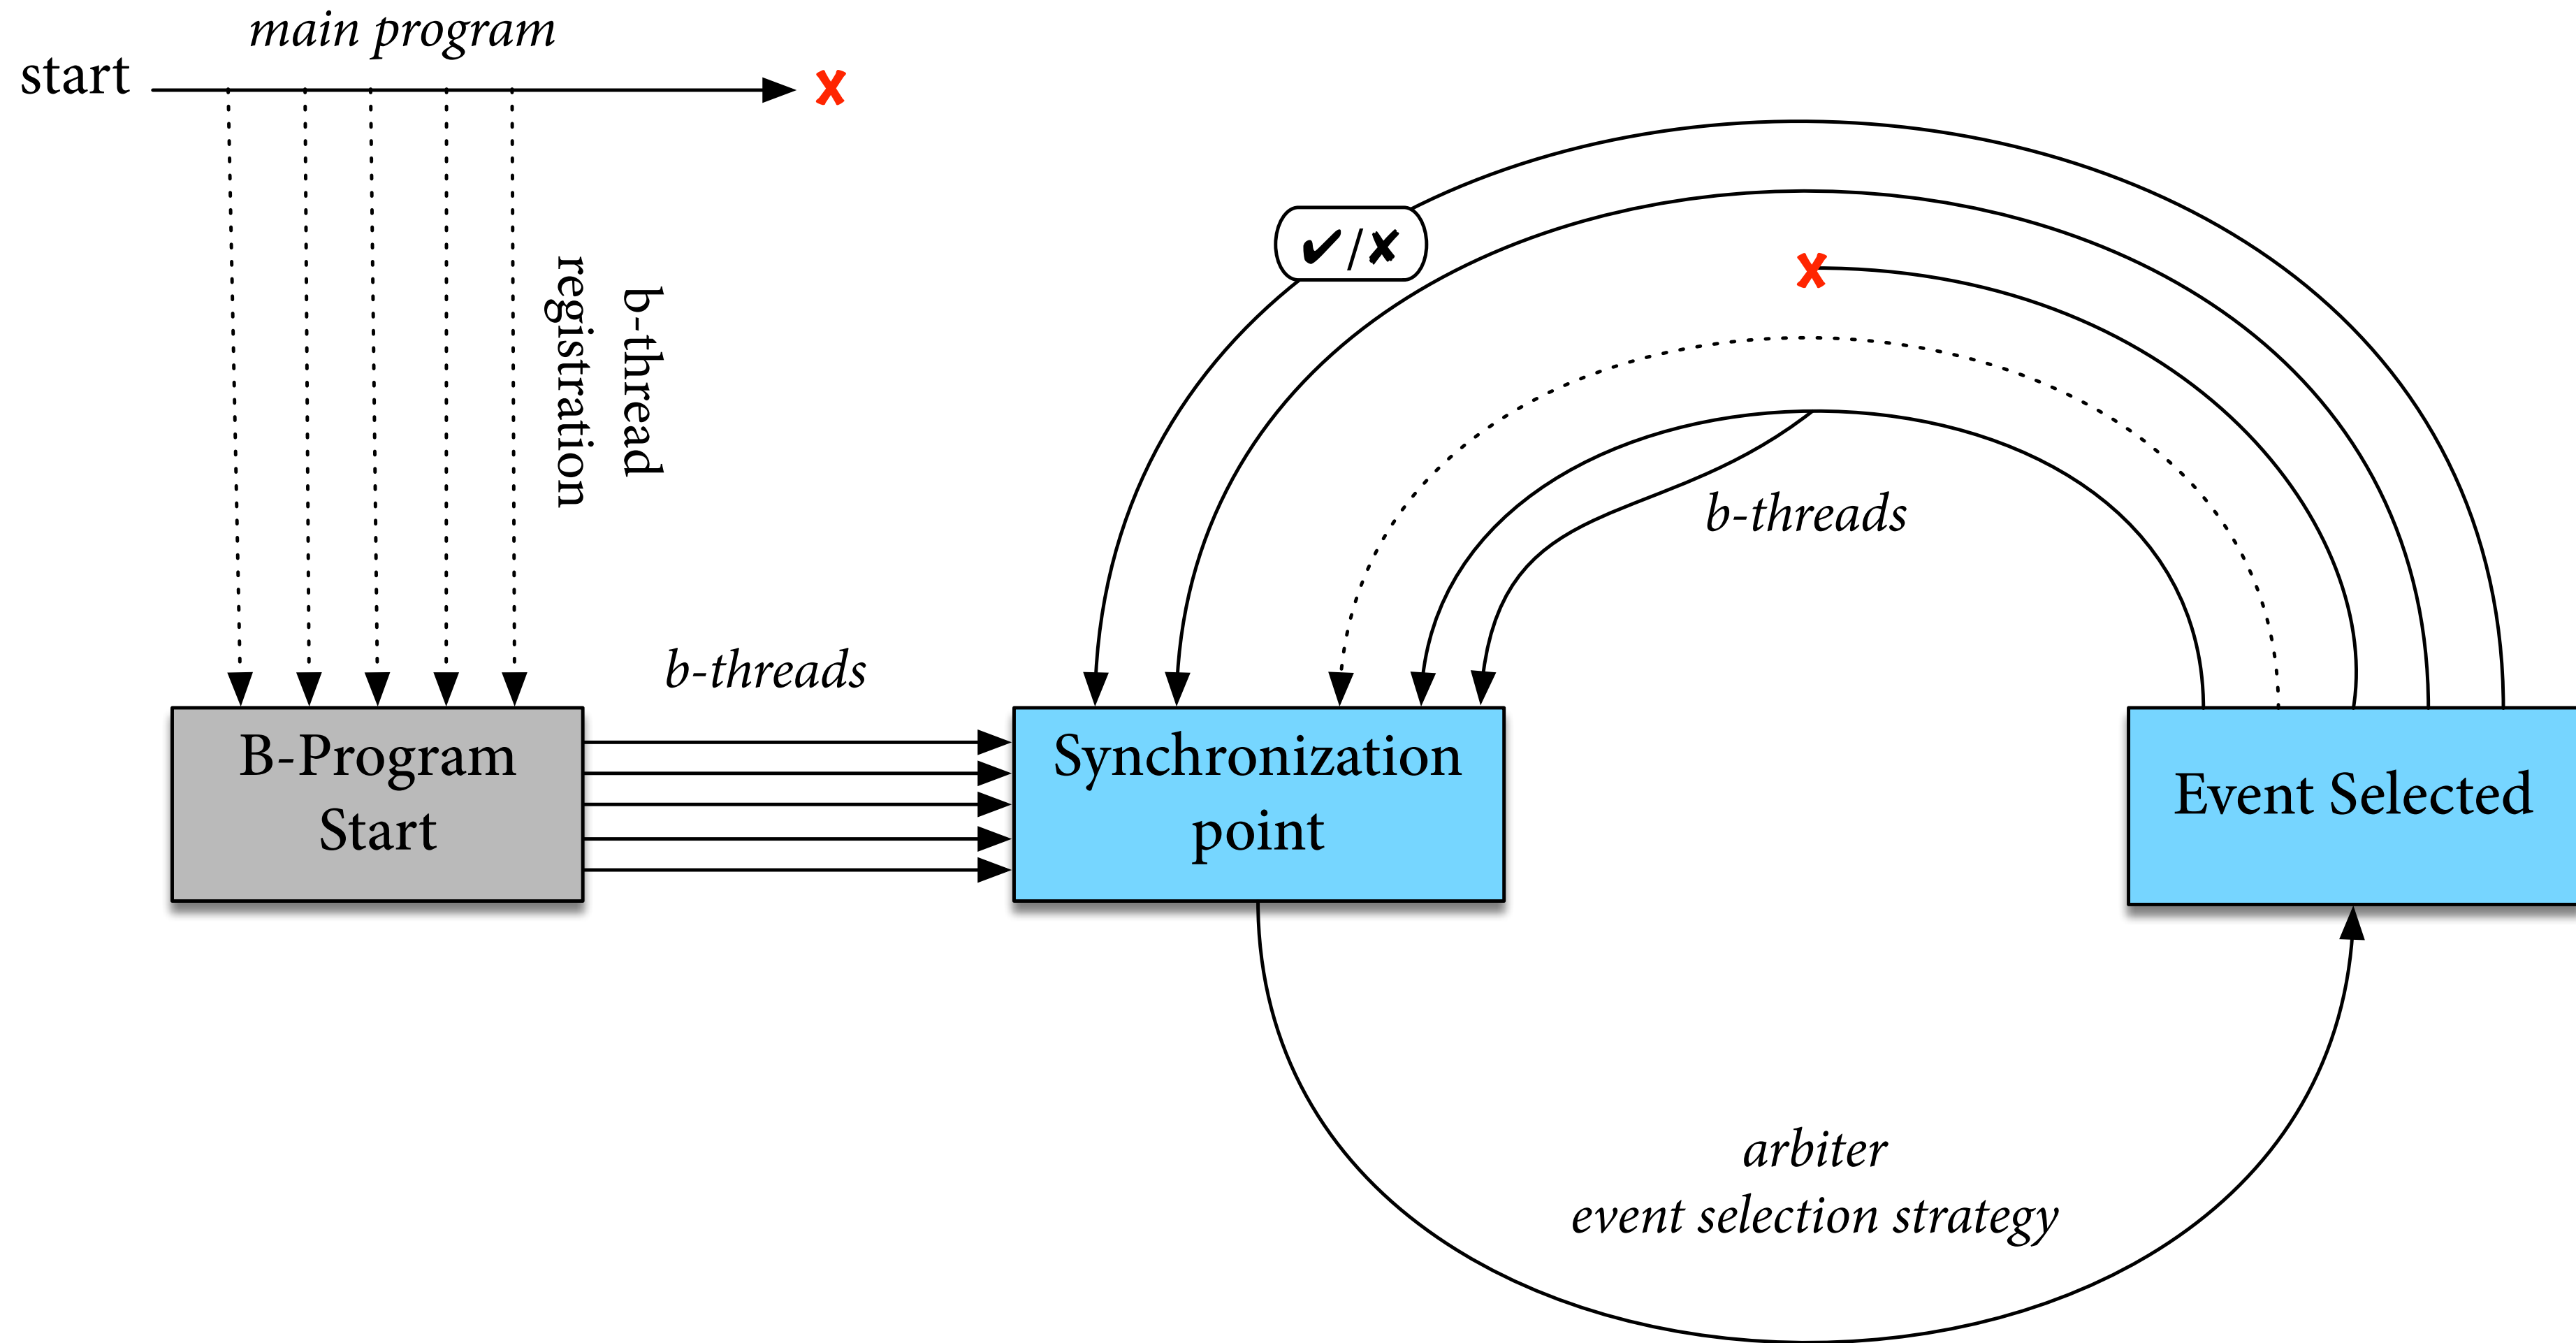 main program
start
b-thread
registration
✔/✘
b-threads
b-threads
B-Program
Start
Synchronization
point
Event Selected
arbiter
event selection strategy